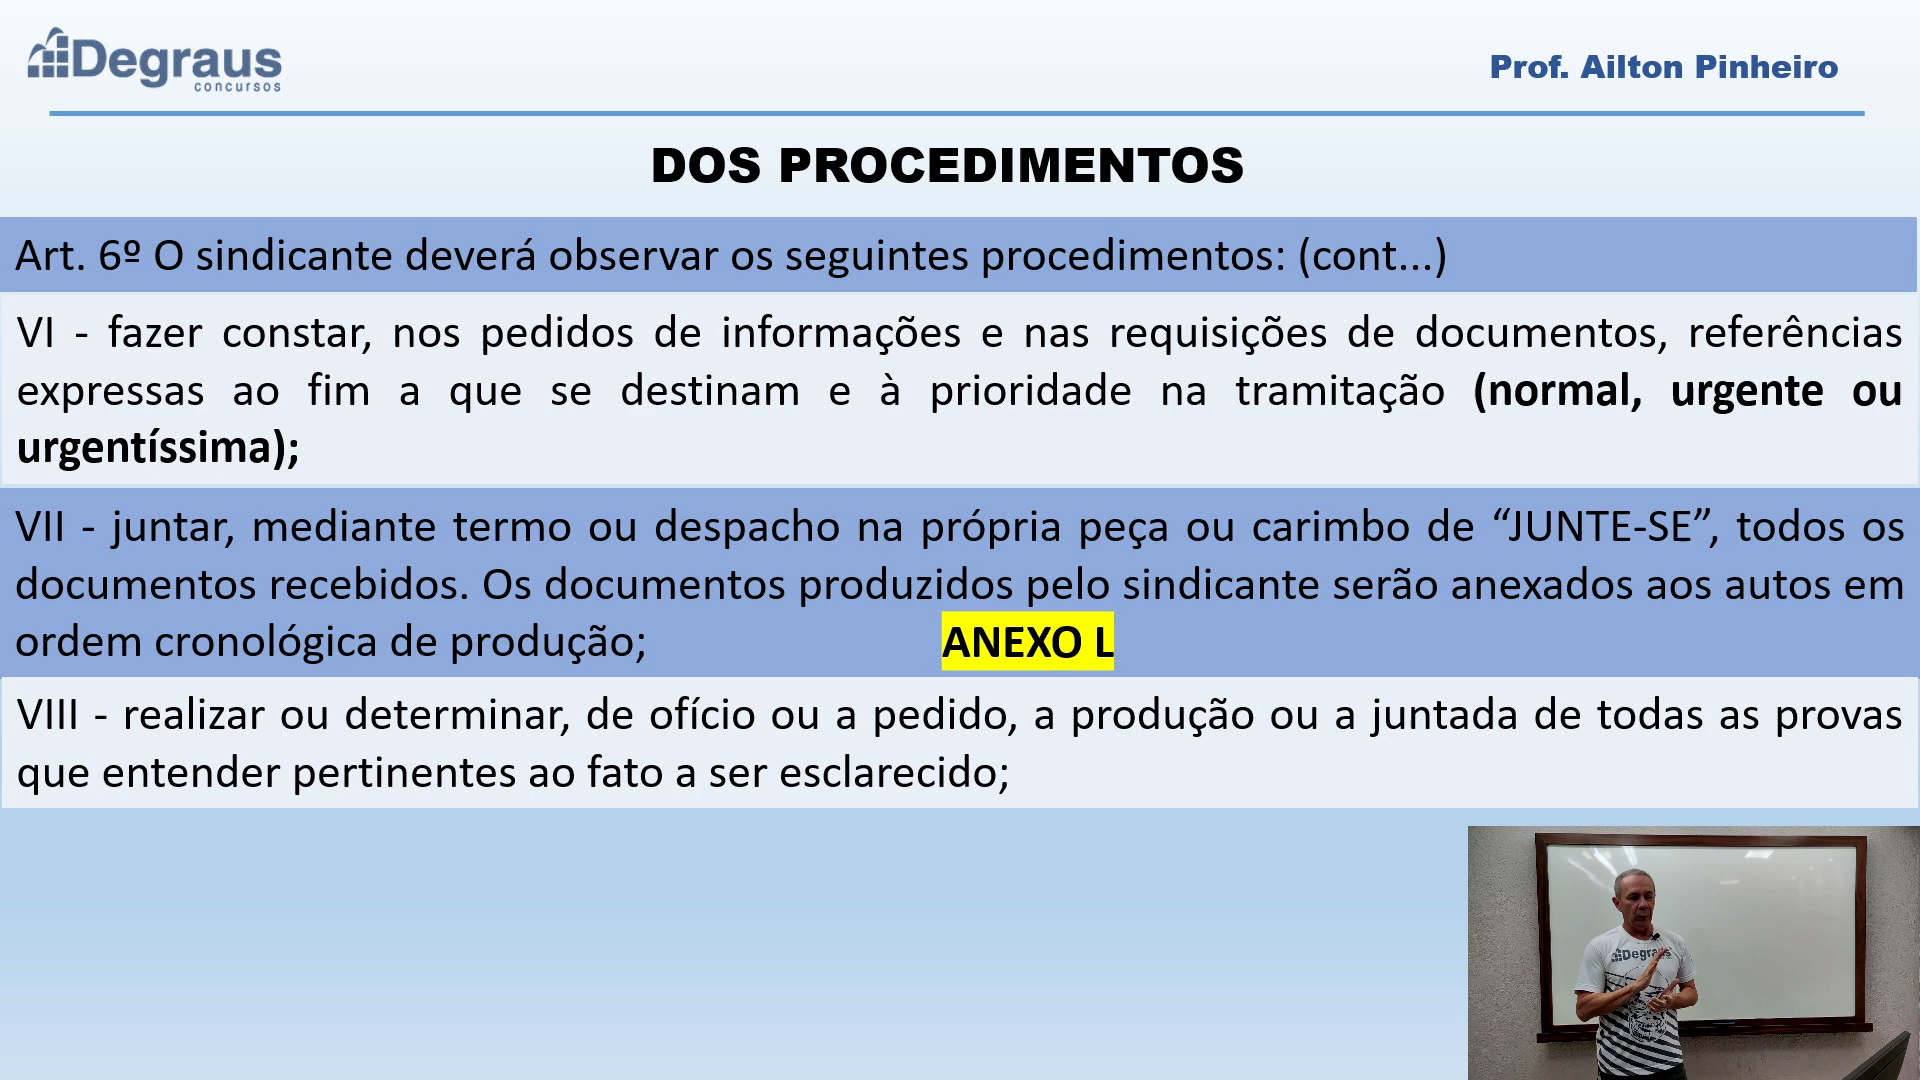 Degraus
concursos
Prof. Ailton Pinheiro
DOS PROCEDIMENTOS
Art. 6º O sindicante deverá observar os seguintes procedimentos: (cont...)
VI - fazer constar, nos pedidos de informações e nas requisições de documentos, referências
expressas ao fim a que se destinam e à prioridade na tramitação (normal, urgente ou
urgentíssima);
VII - juntar, mediante termo ou despacho na própria peça ou carimbo de “JUNTE-SE”, todos os
documentos recebidos. Os documentos produzidos pelo sindicante serão anexados aos autos em
ordem cronológica de produção; ANEXO L
VIII - realizar ou determinar, de ofício ou a pedido, a produção ou a juntada de todas as provas
que entender pertinentes ao fato a ser esclarecido;
Degraus